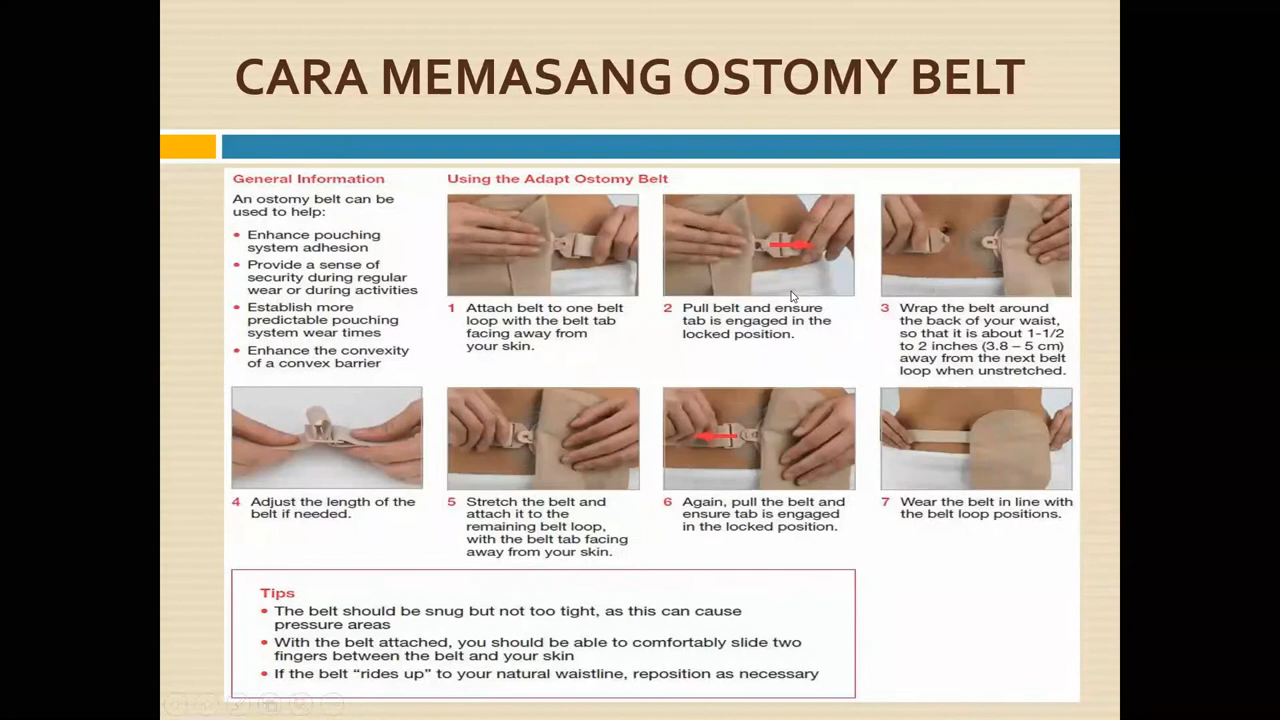 CARA MEMASANG OSTOMY BELT
General Information
An ostomy belt can be
used to help:
• Enhance pouching
system adhesion
• Provide a sense of
security during regular
wear or during activities
• Establish more
predictable pouching
system wear times
• Enhance the convexity
of a convex barrier
Using the Adapt Ostomy Belt
1 Attach belt to one belt
loop with the belt tab
facing away from
your skin.
2 Pull belt and ensure
tab is engaged in the
locked position.
3 Wrap the belt around
the back of your waist,
so that it is about 1-1/2
to 2 inches (3.8 – 5 cm)
away from the next belt
loop when unstretched.
4 Adjust the length of the
belt if needed.
5 Stretch the belt and
attach it to the
remaining belt loop,
with the belt tab facing
away from your skin.
6 Again, pull the belt and
ensure tab is engaged
in the locked position.
7 Wear the belt in line with
the belt loop positions.
Tips
• The belt should be snug but not too tight, as this can cause
pressure areas
• With the belt attached, you should be able to comfortably slide two
fingers between the belt and your skin
• If the belt “rides up” to your natural waistline, reposition as necessary